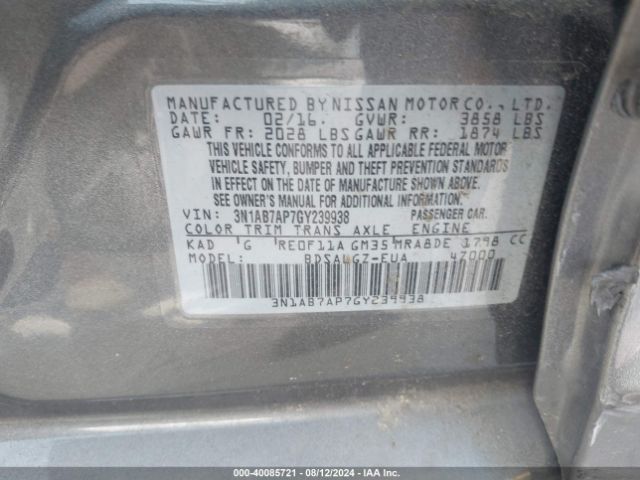 MANUFACTURED BY NISSAN MOTOR CO., LTD.
DATE: 02/16. GVWR: 3858 LBS
GAWR FR: 2028 LBS GAWR RR: 1874 LBS
THIS VEHICLE CONFORMS TO ALL APPLICABLE FEDERAL MOTOR
VEHICLE SAFETY, BUMPER AND THEFT PREVENTION STANDARDS
IN EFFECT ON THE DATE OF MANUFACTURE SHOWN ABOVE.
SEE OWNER'S MANUAL FOR ADDITIONAL INFORMATION.
VIN: 3N1AB7AP7GY239938 PASSENGER CAR.
COLOR TRIM TRANS AXLE ENGINE
KAD G RE0F11A GM35 MRA8DE 1798 CC
MODEL: BDSALGZ-EUA 47000
3N1AB7AP7GY239938
000-40085721 - 08/12/2024 - IAA Inc.